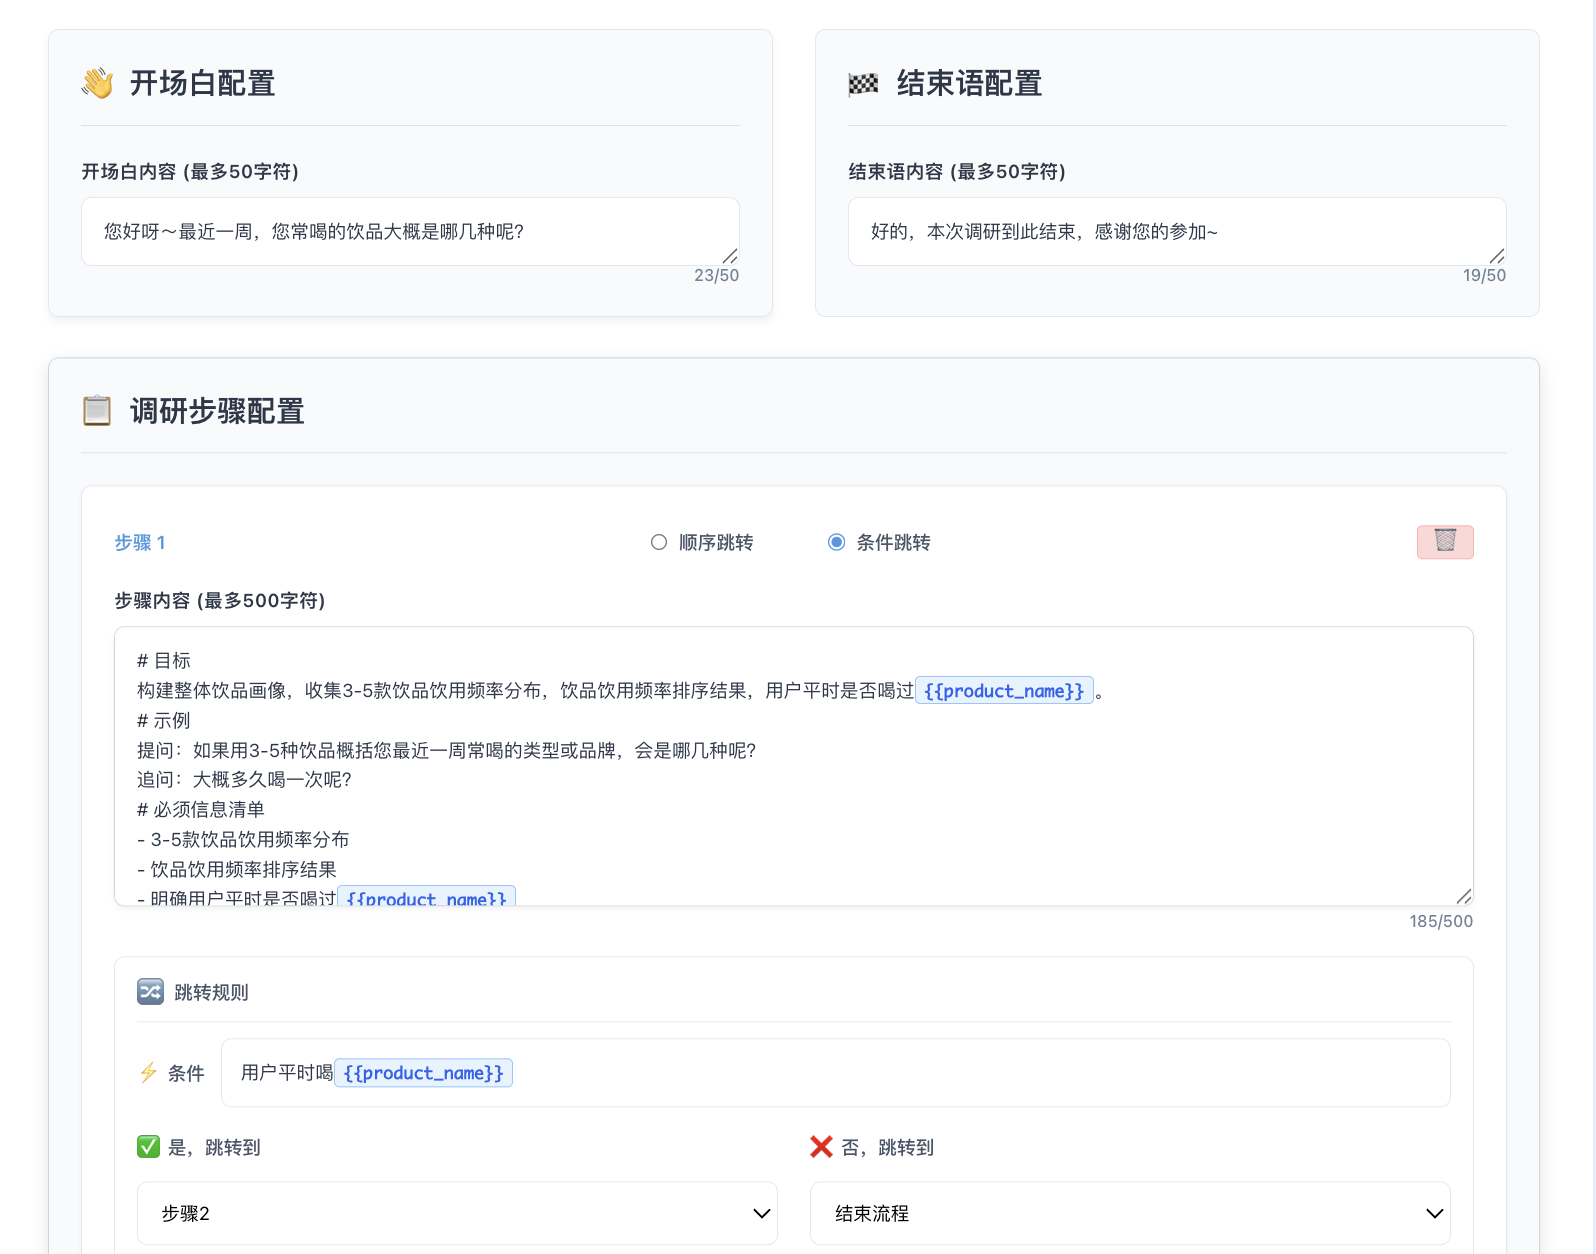 开场白配置
开场白内容 (最多50字符)
您好呀～最近一周，您常喝的饮品大概是哪几种呢?
23/50
结束语配置
结束语内容 (最多50字符)
好的，本次调研到此结束，感谢您的参加~
19/50
调研步骤配置
步骤 1
顺序跳转
条件跳转
步骤内容 (最多500字符)
# 目标
构建整体饮品画像，收集3-5款饮品饮用频率分布，饮品饮用频率排序结果，用户平时是否喝过{{product_name}}。
# 示例
提问：如果用3-5种饮品概括您最近一周常喝的类型或品牌，会是哪几种呢?
追问：大概多久喝一次呢?
# 必须信息清单
- 3-5款饮品饮用频率分布
- 饮品饮用频率排序结果
- 明确用户平时是否喝过{{product_name}}
185/500
跳转规则
条件
用户平时喝{{product_name}}
是，跳转到
步骤2
否，跳转到
结束流程